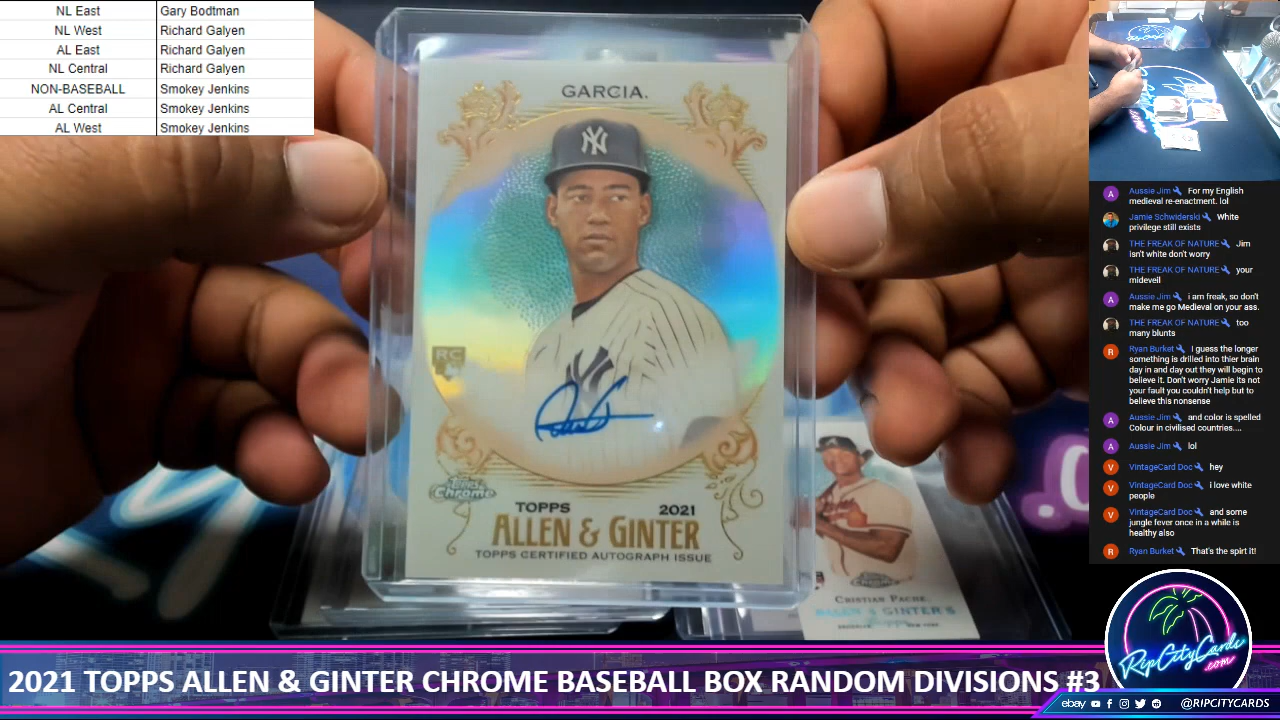 NL East Gary Bodtman
NL West Richard Galyen
AL East Richard Galyen
NL Central Richard Galyen
NON-BASEBALL Smokey Jenkins
AL Central Smokey Jenkins
AL West Smokey Jenkins
GARCIA.
NY
RC
Topps
Chrome
TOPPS 2021
ALLEN & GINTER
TOPPS CERTIFIED AUTOGRAPH ISSUE
CRISTIAN PACHE
ALLEN & GINTER'S
A Aussie Jim For my English
medieval re-enactment. lol
Jamie Schwiderski White
privilege still exists
THE FREAK OF NATURE Jim
isn't white don't worry
THE FREAK OF NATURE your
midevell
A Aussie Jim i am freak, so don't
make me go Medieval on your ass.
THE FREAK OF NATURE too
many blunts
R Ryan Burket I guess the longer
something is drilled into thier brain
day in and day out they will begin to
believe it. Don't worry Jamie its not
your fault you couldn't help but to
believe this nonsense
A Aussie Jim and color is spelled
Colour in civilised countries....
A Aussie Jim lol
V VintageCard Doc hey
V VintageCard Doc i love white
people
V VintageCard Doc and some
jungle fever once in a while is
healthy also
R Ryan Burket That's the spirt it!
RipCityCards
.com
2021 TOPPS ALLEN & GINTER CHROME BASEBALL BOX RANDOM DIVISIONS #3
ebay @RIPCITYCARDS